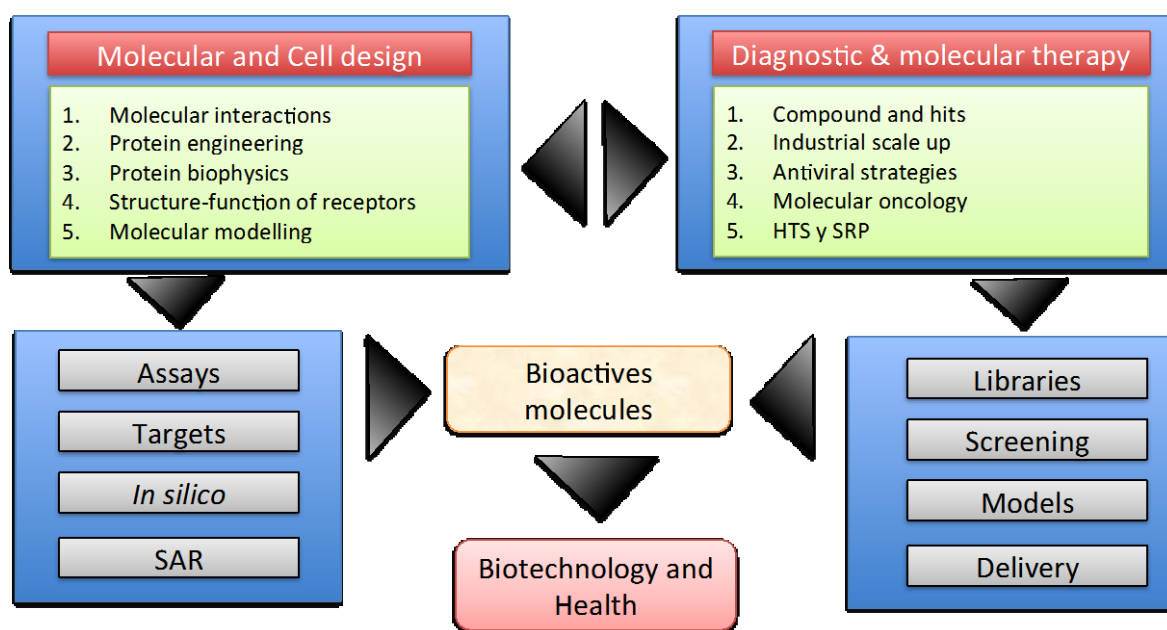 Molecular and Cell design
1. Molecular interactions
2. Protein engineering
3. Protein biophysics
4. Structure-function of receptors
5. Molecular modelling
Diagnostic & molecular therapy
1. Compound and hits
2. Industrial scale up
3. Antiviral strategies
4. Molecular oncology
5. HTS y SRP
Assays
Targets
In silico
SAR
Bioactives
molecules
Biotechnology and
Health
Libraries
Screening
Models
Delivery